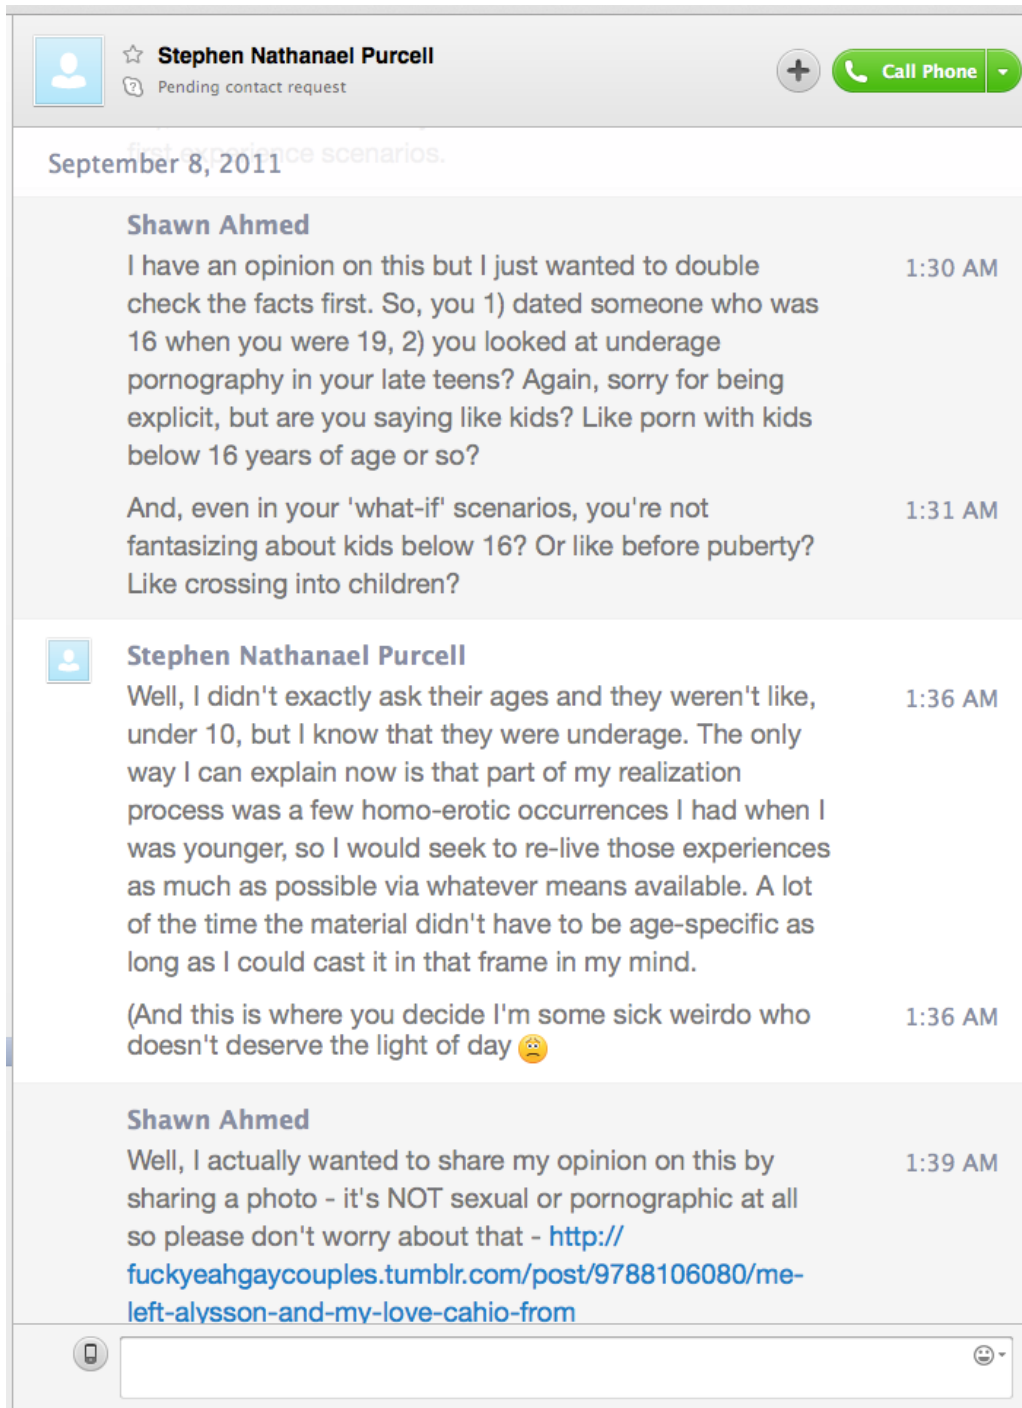 Stephen Nathanael Purcell
Pending contact request
Call Phone
first experience scenarios.
September 8, 2011
Shawn Ahmed
I have an opinion on this but I just wanted to double 1:30 AM
check the facts first. So, you 1) dated someone who was
16 when you were 19, 2) you looked at underage
pornography in your late teens? Again, sorry for being
explicit, but are you saying like kids? Like porn with kids
below 16 years of age or so?
And, even in your 'what-if' scenarios, you're not 1:31 AM
fantasizing about kids below 16? Or like before puberty?
Like crossing into children?
Stephen Nathanael Purcell
Well, I didn't exactly ask their ages and they weren't like, 1:36 AM
under 10, but I know that they were underage. The only
way I can explain now is that part of my realization
process was a few homo-erotic occurrences I had when I
was younger, so I would seek to re-live those experiences
as much as possible via whatever means available. A lot
of the time the material didn't have to be age-specific as
long as I could cast it in that frame in my mind.
(And this is where you decide I'm some sick weirdo who 1:36 AM
doesn't deserve the light of day
Shawn Ahmed
Well, I actually wanted to share my opinion on this by 1:39 AM
sharing a photo - it's NOT sexual or pornographic at all
so please don't worry about that - http://
fuckyeahgaycouples.tumblr.com/post/9788106080/me-
left-alysson-and-my-love-cahio-from